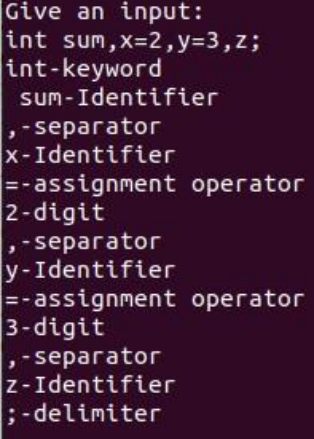 Give an input:
int sum,x=2,y=3,z;
int-keyword
 sum-Identifier
,-separator
x-Identifier
=-assignment operator
2-digit
,-separator
y-Identifier
=-assignment operator
3-digit
,-separator
z-Identifier
;-delimiter